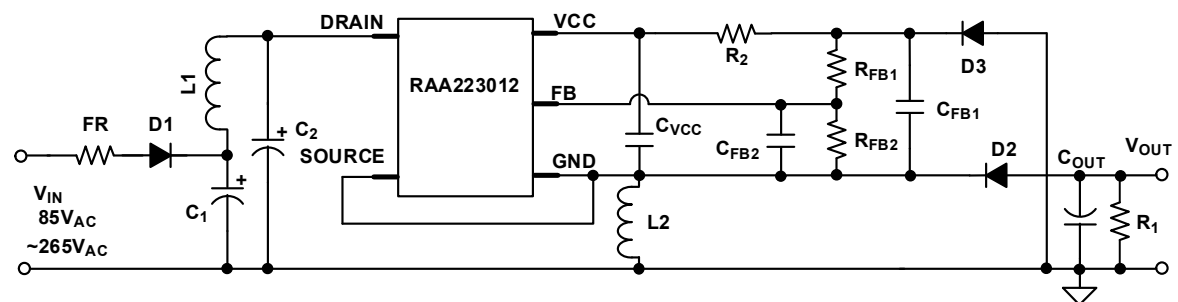 DRAIN
VCC
L1
RAA223012
R2
RFB1
D3
FB
CFB1
FR
D1
C2
SOURCE
CVCC
CFB2
RFB2
GND
D2
COUT
VOUT
VIN
85VAC
~265VAC
C1
L2
R1
+
+